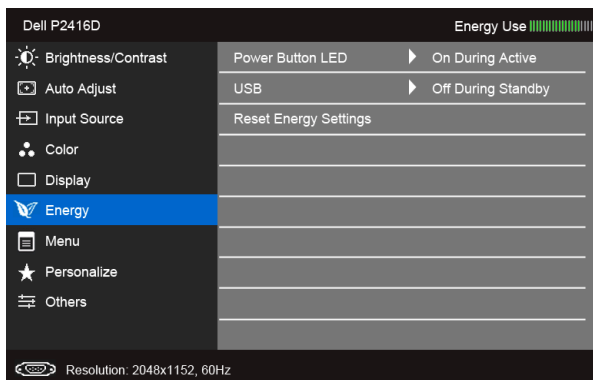 Dell P2416D Energy Use
Brightness/Contrast Power Button LED On During Active
Auto Adjust USB Off During Standby
Input Source Reset Energy Settings
Color
Display
Energy
Menu
Personalize
Others
Resolution: 2048x1152, 60Hz